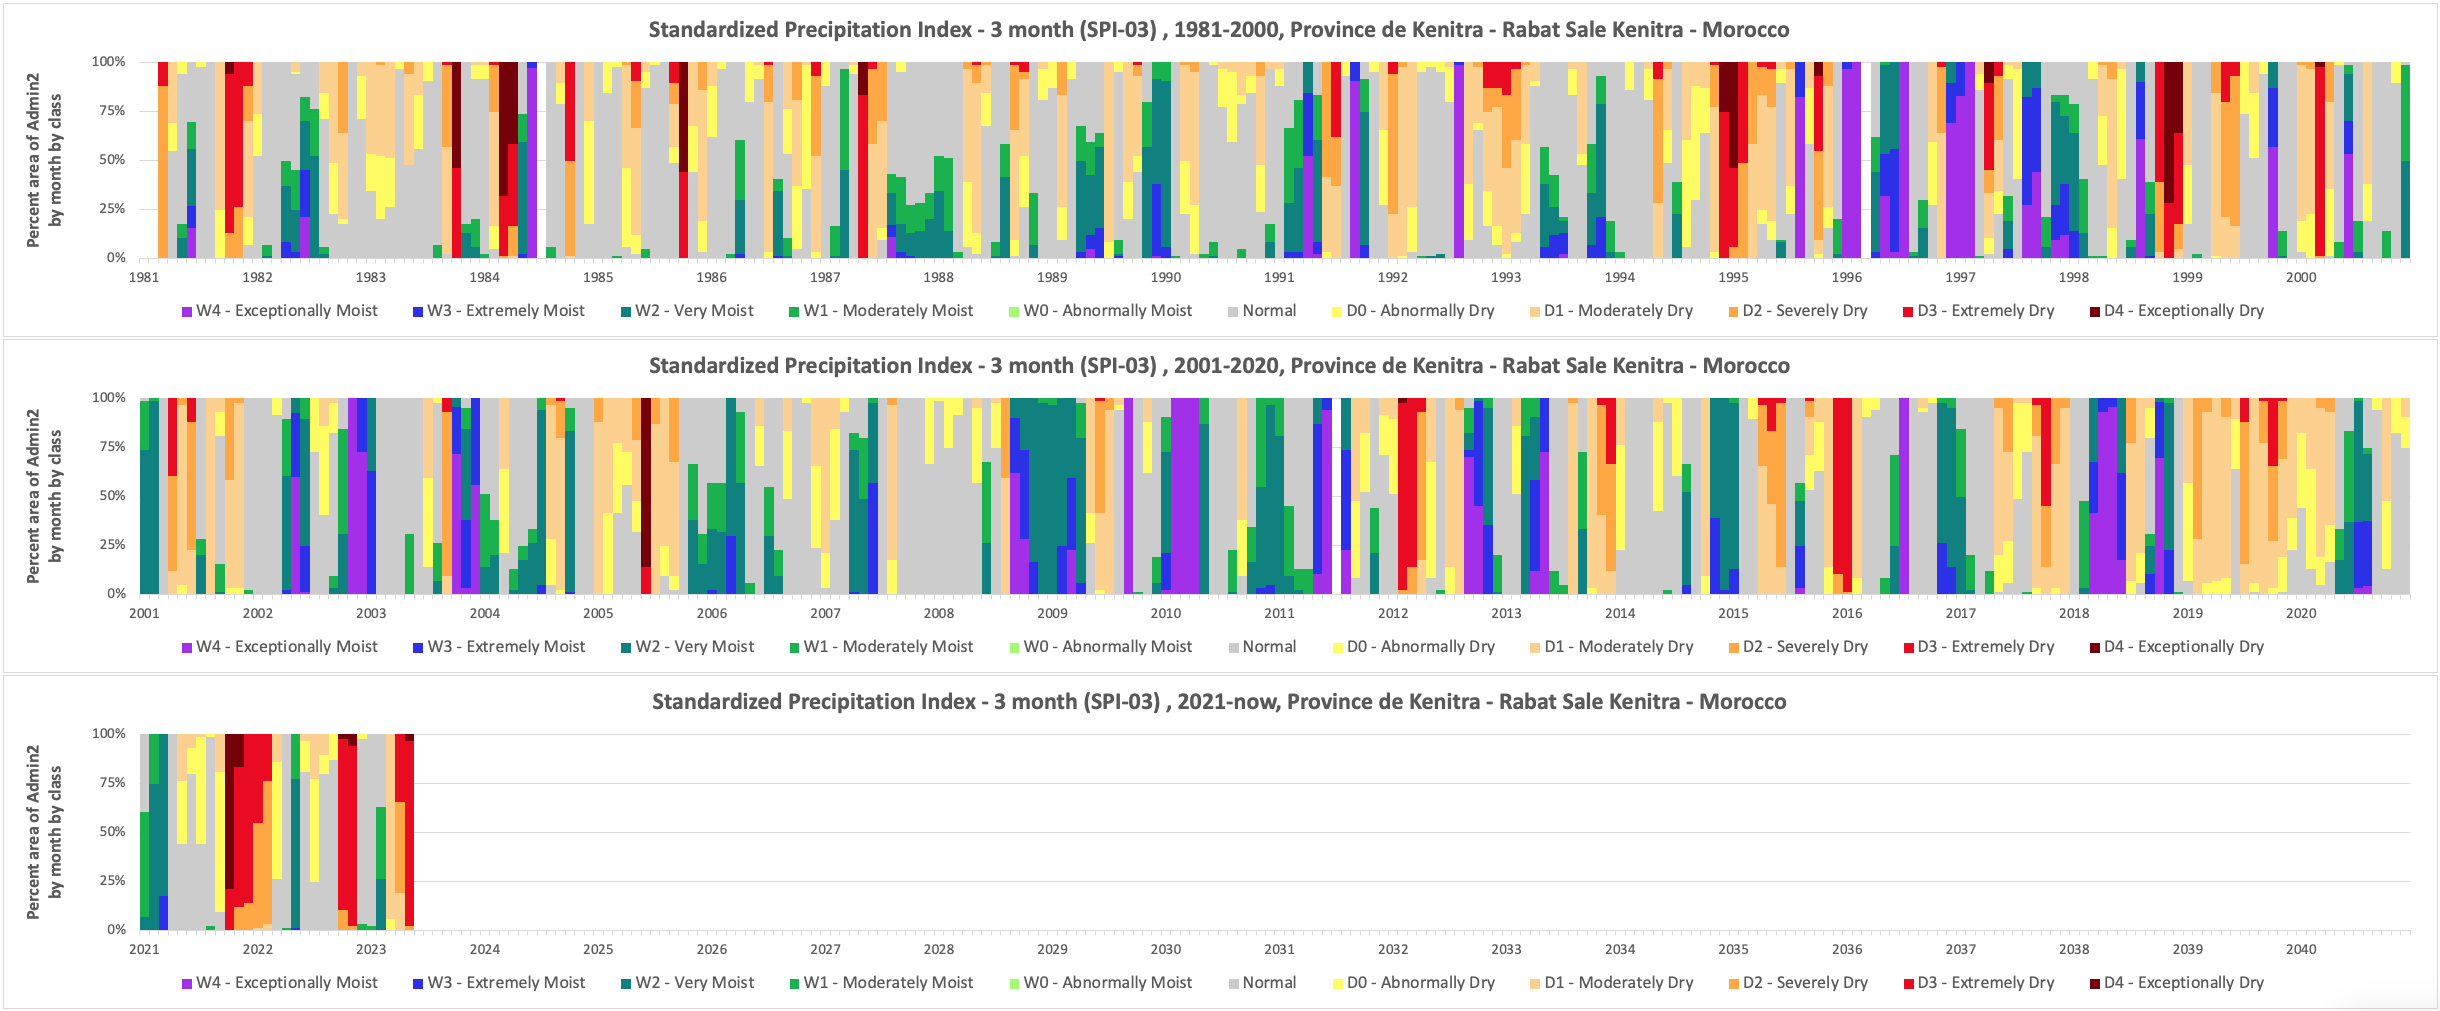 Standardized Precipitation Index - 3 month (SPI-03) , 1981-2000, Province de Kenitra - Rabat Sale Kenitra - Morocco
Percent area of Admin2
by month by class
100%
75%
50%
25%
0%
1981 1982 1983 1984 1985 1986 1987 1988 1989 1990 1991 1992 1993 1994 1995 1996 1997 1998 1999 2000
W4 - Exceptionally Moist W3 - Extremely Moist W2 - Very Moist W1 - Moderately Moist W0 - Abnormally Moist Normal D0 - Abnormally Dry D1 - Moderately Dry D2 - Severely Dry D3 - Extremely Dry D4 - Exceptionally Dry
Standardized Precipitation Index - 3 month (SPI-03) , 2001-2020, Province de Kenitra - Rabat Sale Kenitra - Morocco
Percent area of Admin2
by month by class
100%
75%
50%
25%
0%
2001 2002 2003 2004 2005 2006 2007 2008 2009 2010 2011 2012 2013 2014 2015 2016 2017 2018 2019 2020
W4 - Exceptionally Moist W3 - Extremely Moist W2 - Very Moist W1 - Moderately Moist W0 - Abnormally Moist Normal D0 - Abnormally Dry D1 - Moderately Dry D2 - Severely Dry D3 - Extremely Dry D4 - Exceptionally Dry
Standardized Precipitation Index - 3 month (SPI-03) , 2021-now, Province de Kenitra - Rabat Sale Kenitra - Morocco
Percent area of Admin2
by month by class
100%
75%
50%
25%
0%
2021 2022 2023 2024 2025 2026 2027 2028 2029 2030 2031 2032 2033 2034 2035 2036 2037 2038 2039 2040
W4 - Exceptionally Moist W3 - Extremely Moist W2 - Very Moist W1 - Moderately Moist W0 - Abnormally Moist Normal D0 - Abnormally Dry D1 - Moderately Dry D2 - Severely Dry D3 - Extremely Dry D4 - Exceptionally Dry